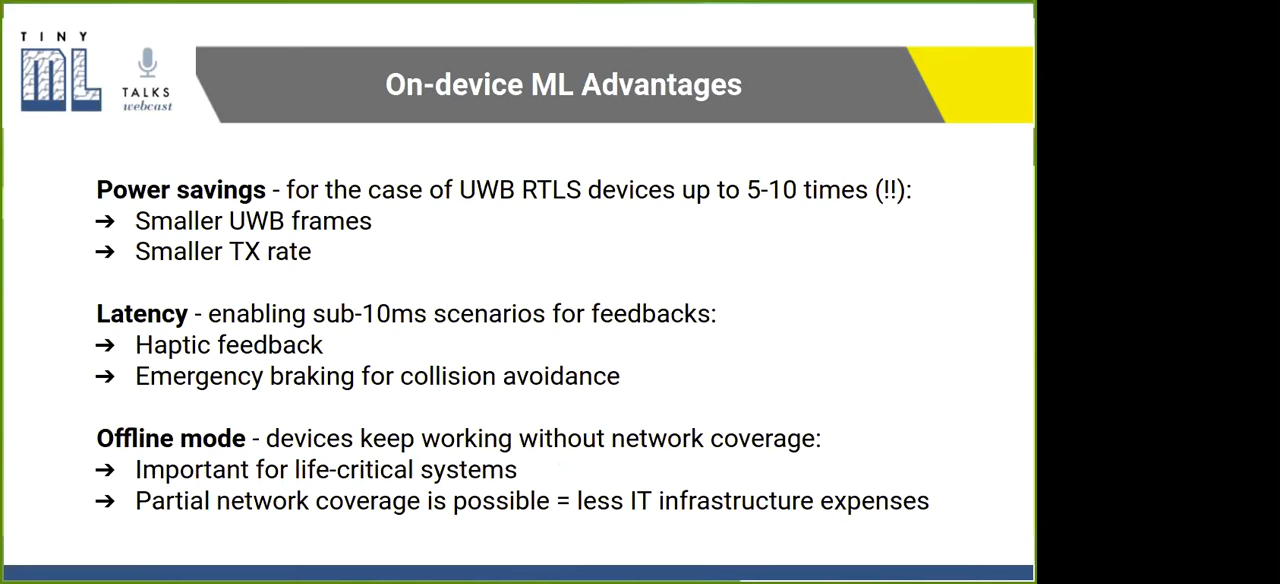 TINY
ML
TALKS
webcast
On-device ML Advantages
Power savings - for the case of UWB RTLS devices up to 5-10 times (!!):
➔ Smaller UWB frames
➔ Smaller TX rate
Latency - enabling sub-10ms scenarios for feedbacks:
➔ Haptic feedback
➔ Emergency braking for collision avoidance
Offline mode - devices keep working without network coverage:
➔ Important for life-critical systems
➔ Partial network coverage is possible = less IT infrastructure expenses